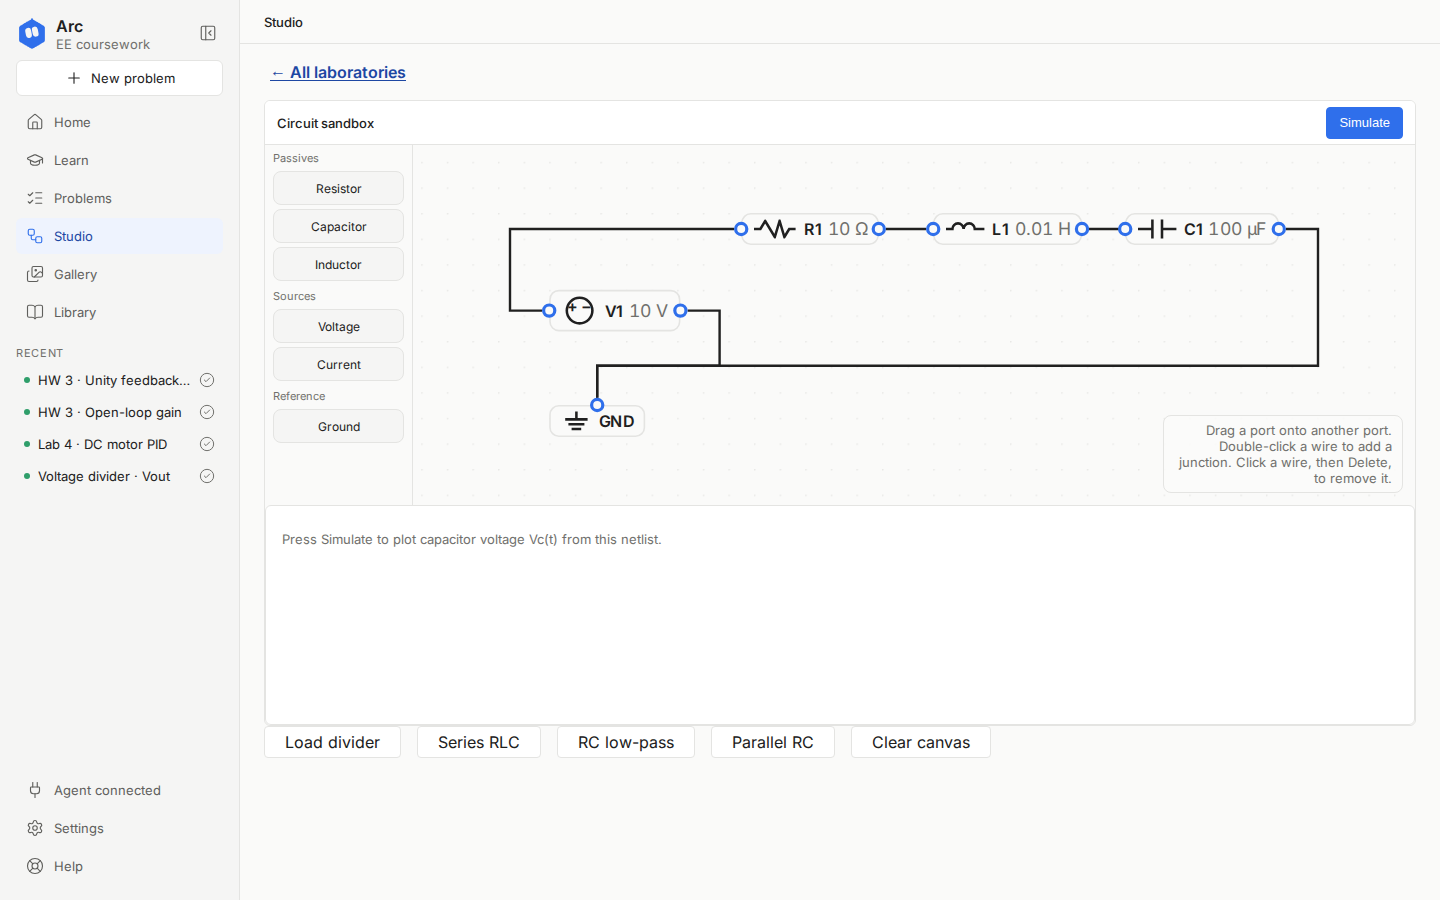 Arc
EE coursework
New problem
Home
Learn
Problems
Studio
Gallery
Library
RECENT
HW 3 · Unity feedback...
HW 3 · Open-loop gain
Lab 4 · DC motor PID
Voltage divider · Vout
Agent connected
Settings
Help
Studio
← All laboratories
Circuit sandbox
Simulate
Passives
Resistor
Capacitor
Inductor
Sources
Voltage
Current
Reference
Ground
R1 10 Ω
L1 0.01 H
C1 100 µF
V1 10 V
GND
Drag a port onto another port.
Double-click a wire to add a
junction. Click a wire, then Delete,
to remove it.
Press Simulate to plot capacitor voltage Vc(t) from this netlist.
Load divider
Series RLC
RC low-pass
Parallel RC
Clear canvas